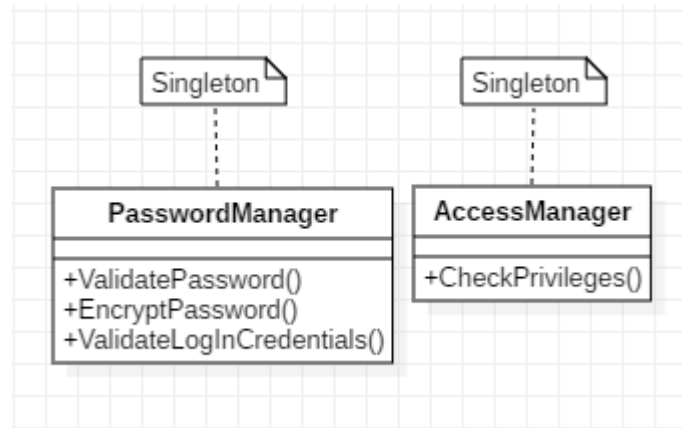 Singleton
Singleton
PasswordManager
+ValidatePassword()
+EncryptPassword()
+ValidateLogInCredentials()
AccessManager
+CheckPrivileges()